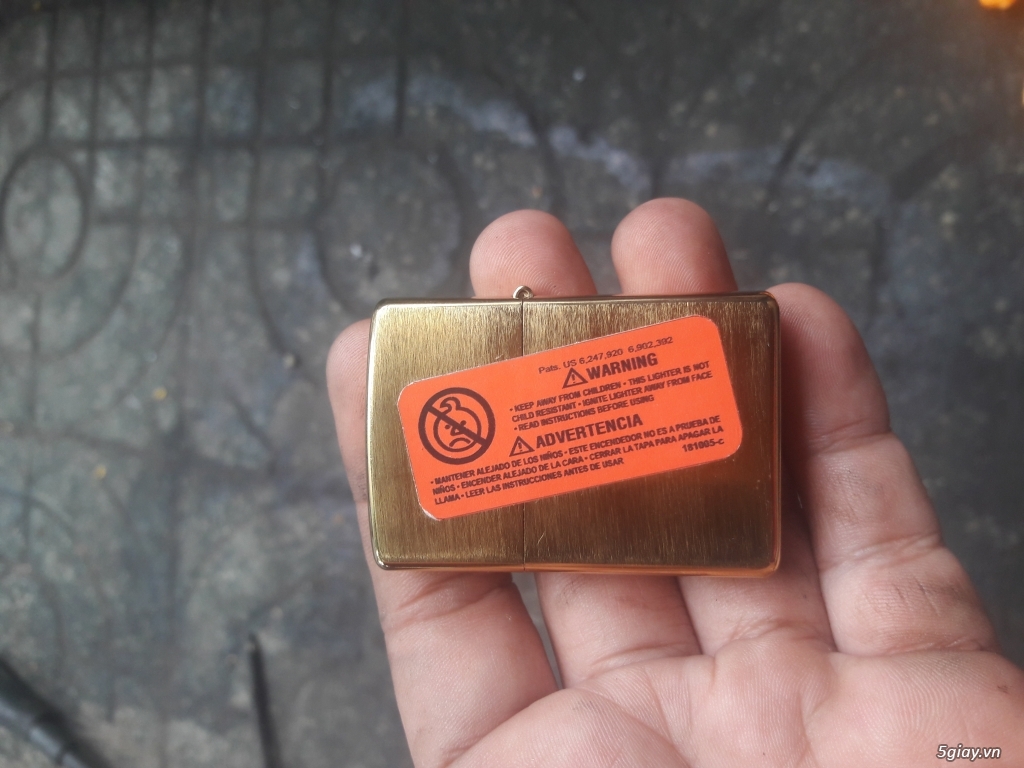 Pats. US 6,247,920 6,902,392
WARNING
• KEEP AWAY FROM CHILDREN • THIS LIGHTER IS NOT
CHILD RESISTANT • IGNITE LIGHTER AWAY FROM FACE
• READ INSTRUCTIONS BEFORE USING
ADVERTENCIA
• MANTENER ALEJADO DE LOS NIÑOS • ESTE ENCENDEDOR NO ES A PRUEBA DE
NIÑOS • ENCENDER ALEJADO DE LA CARA • CERRAR LA TAPA PARA APAGAR LA
LLAMA • LEER LAS INSTRUCCIONES ANTES DE USAR
181005-c
5giay.vn